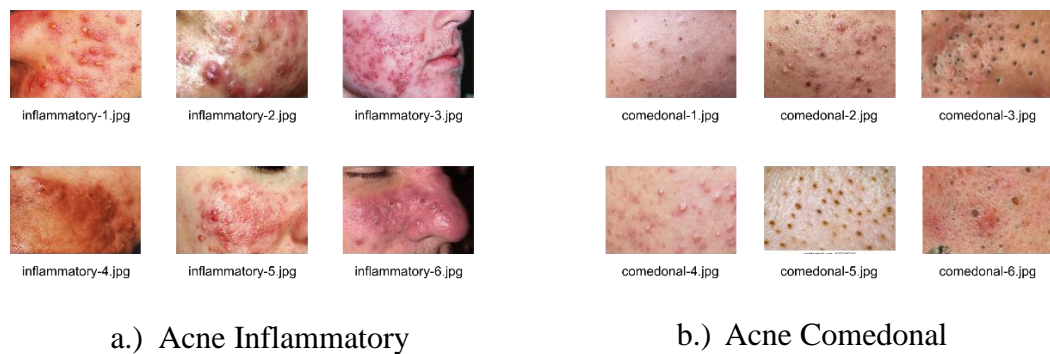 inflammatory-1.jpg
inflammatory-2.jpg
inflammatory-3.jpg
inflammatory-4.jpg
inflammatory-5.jpg
inflammatory-6.jpg
a.) Acne Inflammatory
comedonal-1.jpg
comedonal-2.jpg
comedonal-3.jpg
comedonal-4.jpg
comedonal-5.jpg
comedonal-6.jpg
b.) Acne Comedonal